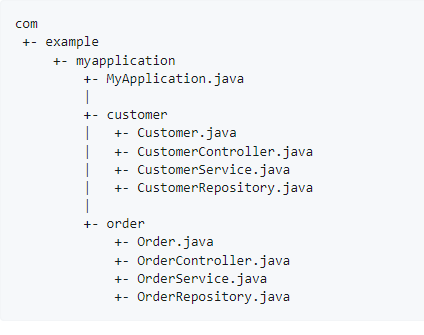 com
 +- example
     +- myapplication
         +- MyApplication.java
         |
         +- customer
         |   +- Customer.java
         |   +- CustomerController.java
         |   +- CustomerService.java
         |   +- CustomerRepository.java
         |
         +- order
             +- Order.java
             +- OrderController.java
             +- OrderService.java
             +- OrderRepository.java